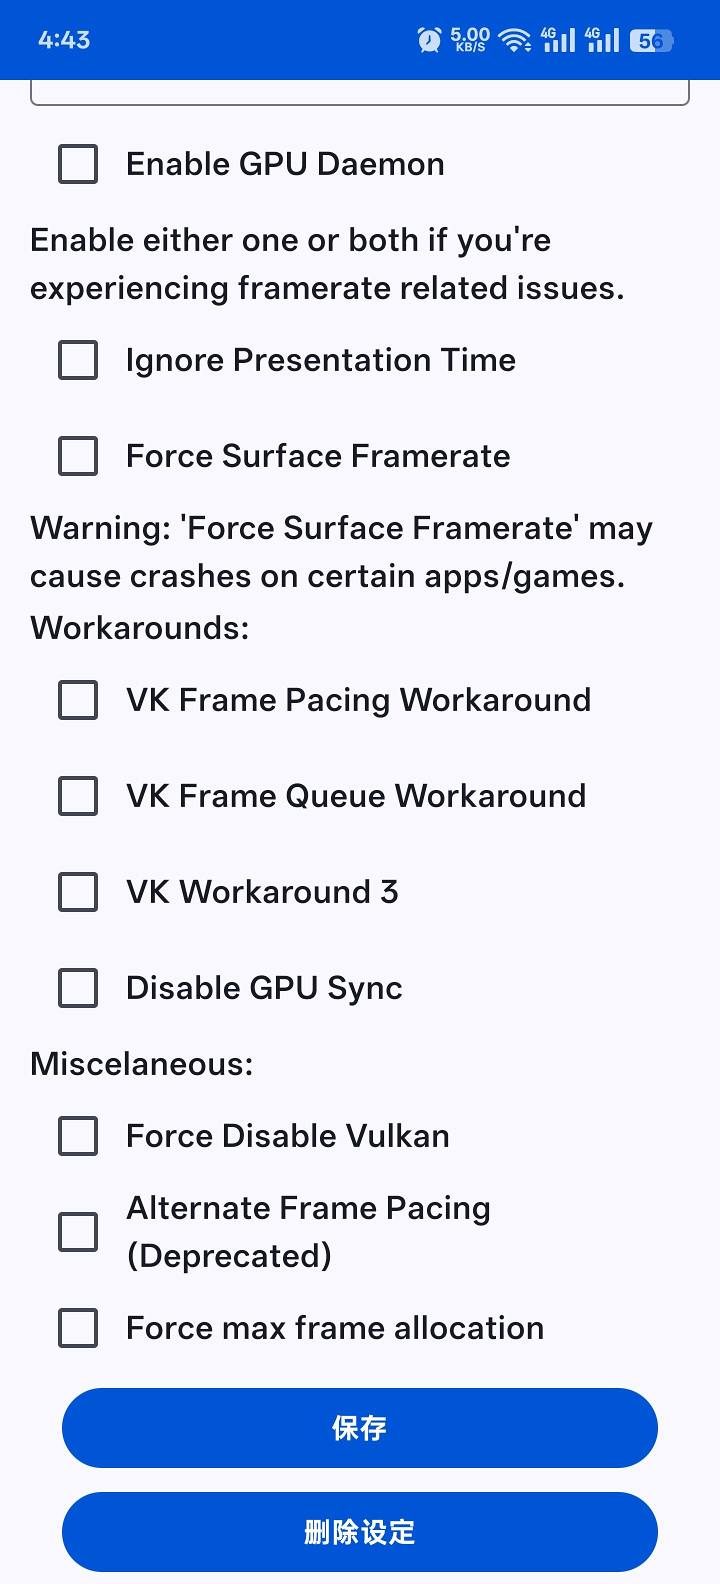 4:43
5.00
KB/S
4G
4G
56
Enable GPU Daemon
Enable either one or both if you're
experiencing framerate related issues.
Ignore Presentation Time
Force Surface Framerate
Warning: 'Force Surface Framerate' may
cause crashes on certain apps/games.
Workarounds:
VK Frame Pacing Workaround
VK Frame Queue Workaround
VK Workaround 3
Disable GPU Sync
Miscelaneous:
Force Disable Vulkan
Alternate Frame Pacing
(Deprecated)
Force max frame allocation
保存
删除设定